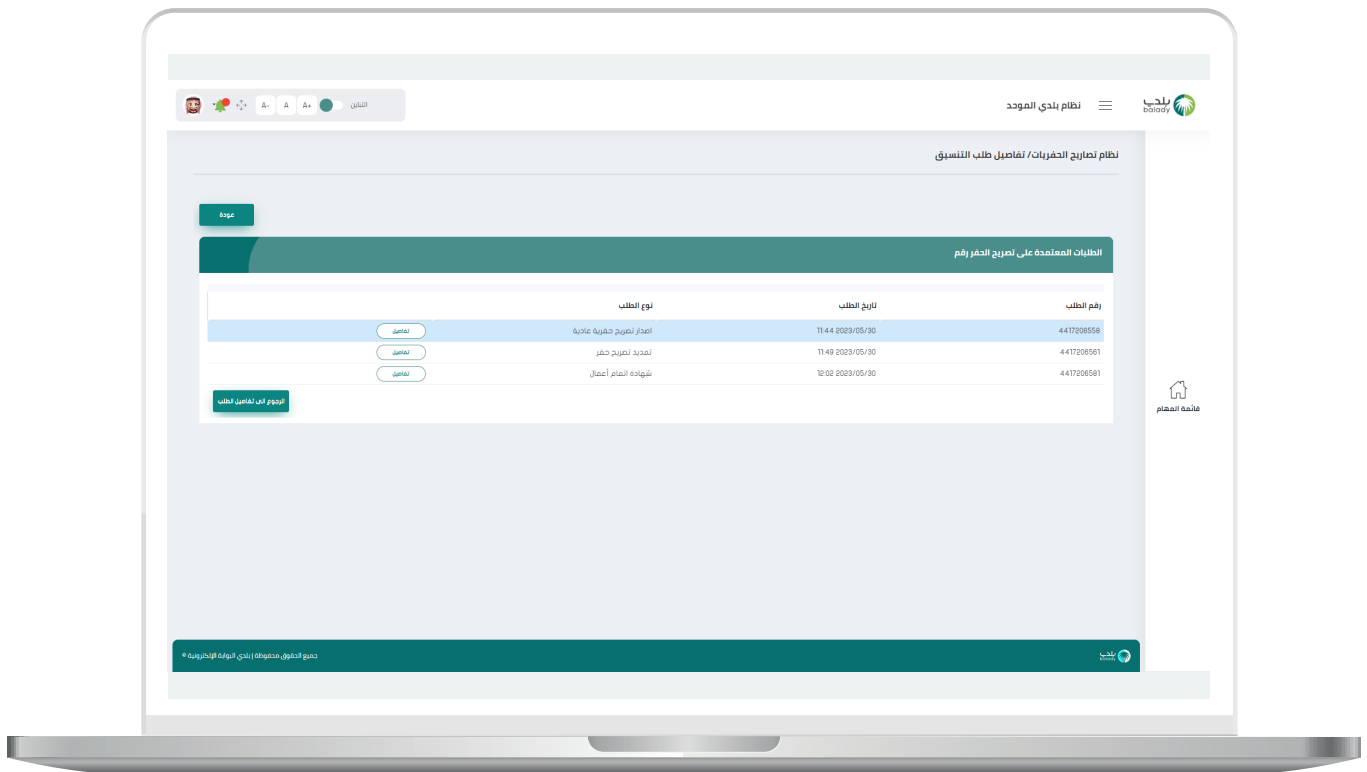 بلدي
balady
نظام بلدي الموحد
التباين
A+
A
A-
نظام تصاريح الحفريات/ تفاصيل طلب التنسيق
عودة
الطلبات المعتمدة على تصريح الحفر رقم
رقم الطلب تاريخ الطلب نوع الطلب
4417206558 2023/05/30 11:44 اصدار تصريح حفرية عادية تفاصيل
4417206561 2023/05/30 11:49 تمديد تصريح حفر تفاصيل
4417206581 2023/05/30 12:02 شهادة اتمام أعمال تفاصيل
الرجوع الى تفاصيل الطلب
قائمة المهام
بلدي
balady
جميع الحقوق محفوظة | بلدي البوابة الإلكترونية ©